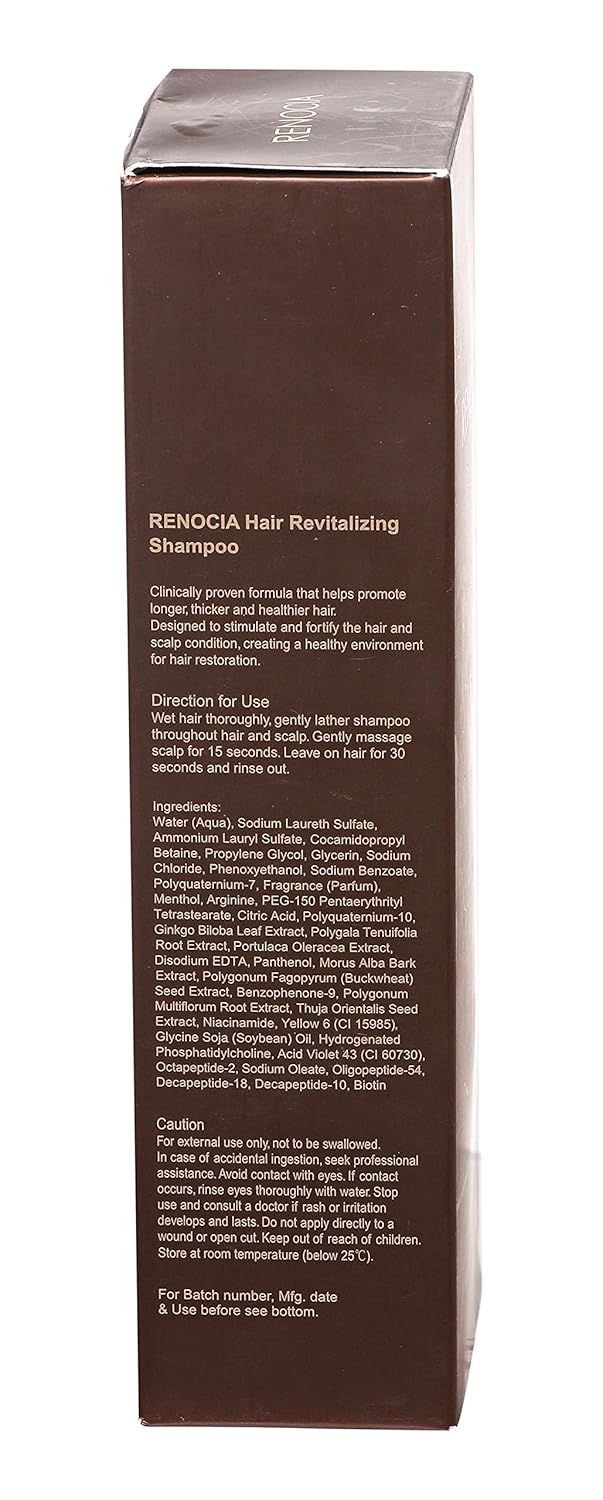 RENOCIA
RENOCIA Hair Revitalizing
Shampoo
Clinically proven formula that helps promote
longer, thicker and healthier hair.
Designed to stimulate and fortify the hair and
scalp condition, creating a healthy environment
for hair restoration.
Direction for Use
Wet hair thoroughly, gently lather shampoo
throughout hair and scalp. Gently massage
scalp for 15 seconds. Leave on hair for 30
seconds and rinse out.
Ingredients:
Water (Aqua), Sodium Laureth Sulfate,
Ammonium Lauryl Sulfate, Cocamidopropyl
Betaine, Propylene Glycol, Glycerin, Sodium
Chloride, Phenoxyethanol, Sodium Benzoate,
Polyquaternium-7, Fragrance (Parfum),
Menthol, Arginine, PEG-150 Pentaerythrityl
Tetrastearate, Citric Acid, Polyquaternium-10,
Ginkgo Biloba Leaf Extract, Polygala Tenuifolia
Root Extract, Portulaca Oleracea Extract,
Disodium EDTA, Panthenol, Morus Alba Bark
Extract, Polygonum Fagopyrum (Buckwheat)
Seed Extract, Benzophenone-9, Polygonum
Multiflorum Root Extract, Thuja Orientalis Seed
Extract, Niacinamide, Yellow 6 (CI 15985),
Glycine Soja (Soybean) Oil, Hydrogenated
Phosphatidylcholine, Acid Violet 43 (CI 60730),
Octapeptide-2, Sodium Oleate, Oligopeptide-54,
Decapeptide-18, Decapeptide-10, Biotin
Caution
For external use only, not to be swallowed.
In case of accidental ingestion, seek professional
assistance. Avoid contact with eyes. If contact
occurs, rinse eyes thoroughly with water. Stop
use and consult a doctor if rash or irritation
develops and lasts. Do not apply directly to a
wound or open cut. Keep out of reach of children.
Store at room temperature (below 25℃).
For Batch number, Mfg. date
& Use before see bottom.